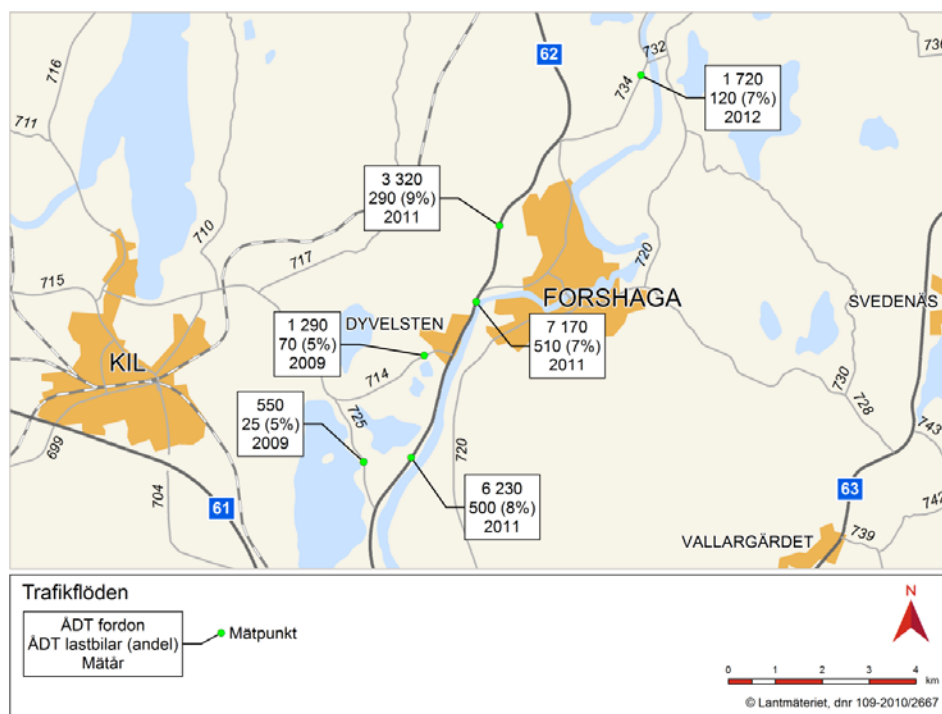 62
732
736
716
734
1 720
120 (7%)
2012
711
3 320
290 (9%)
2011
710
717
720
715
FORSHAGA
SVEDENÄS
1 290
70 (5%)
2009
DYVELSTEN
7 170
510 (7%)
2011
KIL
714
730
550
25 (5%)
2009
725
728
743
699
720
704
61
6 230
500 (8%)
2011
63
742
VALLARGÄRDET
739
Trafikflöden
ÅDT fordon
ÅDT lastbilar (andel)
Mätår
Mätpunkt
N
0 1 2 3 4
km
© Lantmäteriet, dnr 109-2010/2667